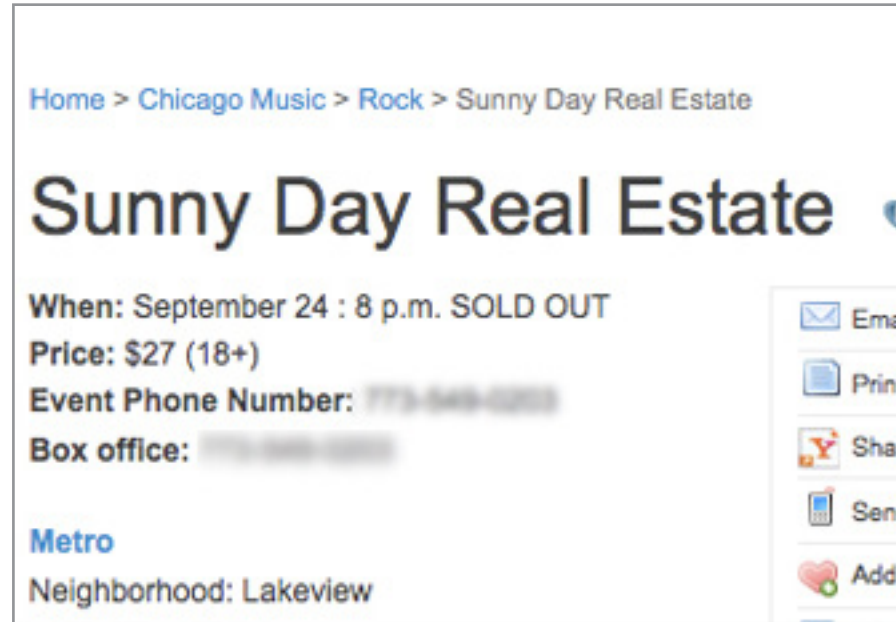 Home > Chicago Music > Rock > Sunny Day Real Estate
Sunny Day Real Estate
When: September 24 : 8 p.m. SOLD OUT
Price: $27 (18+)
Event Phone Number:
Box office:
Metro
Neighborhood: Lakeview
Ema
Prin
Sha
Sen
Add